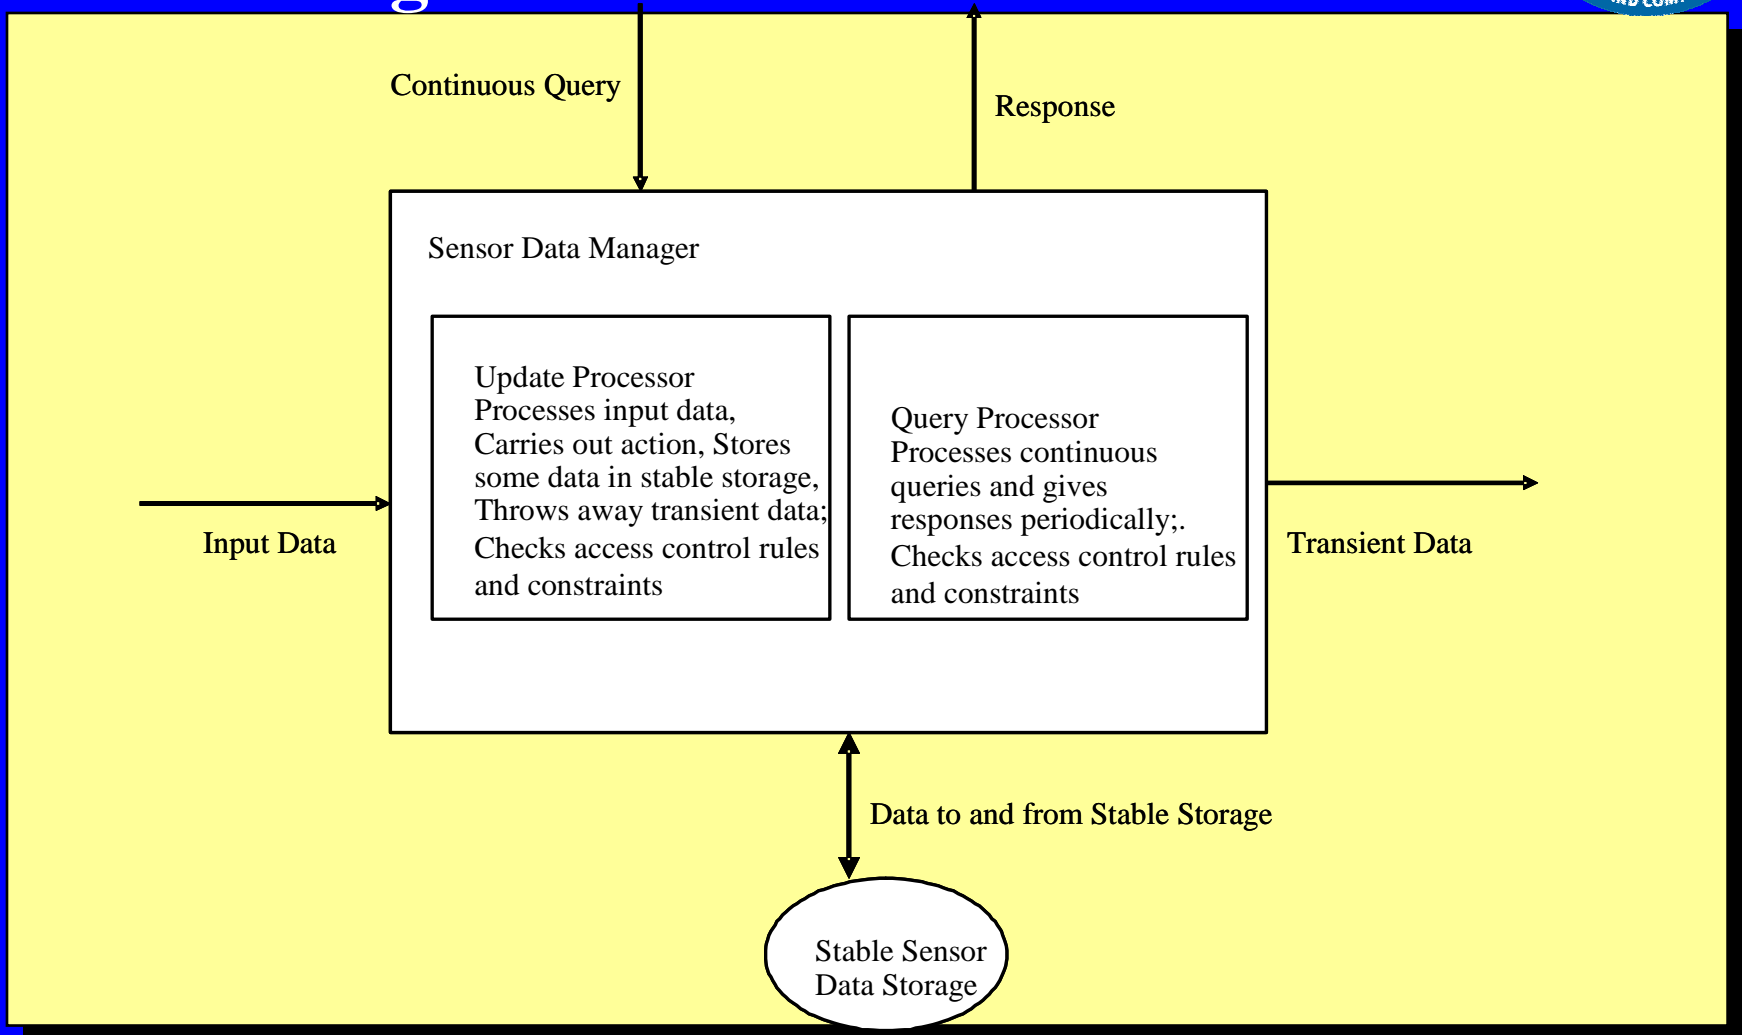 Continuous Query
Response
Sensor Data Manager
Update Processor
Processes input data,
Carries out action, Stores
some data in stable storage,
Throws away transient data;
Checks access control rules
and constraints
Query Processor
Processes continuous
queries and gives
responses periodically;.
Checks access control rules
and constraints
Input Data
Transient Data
Data to and from Stable Storage
Stable Sensor
Data Storage